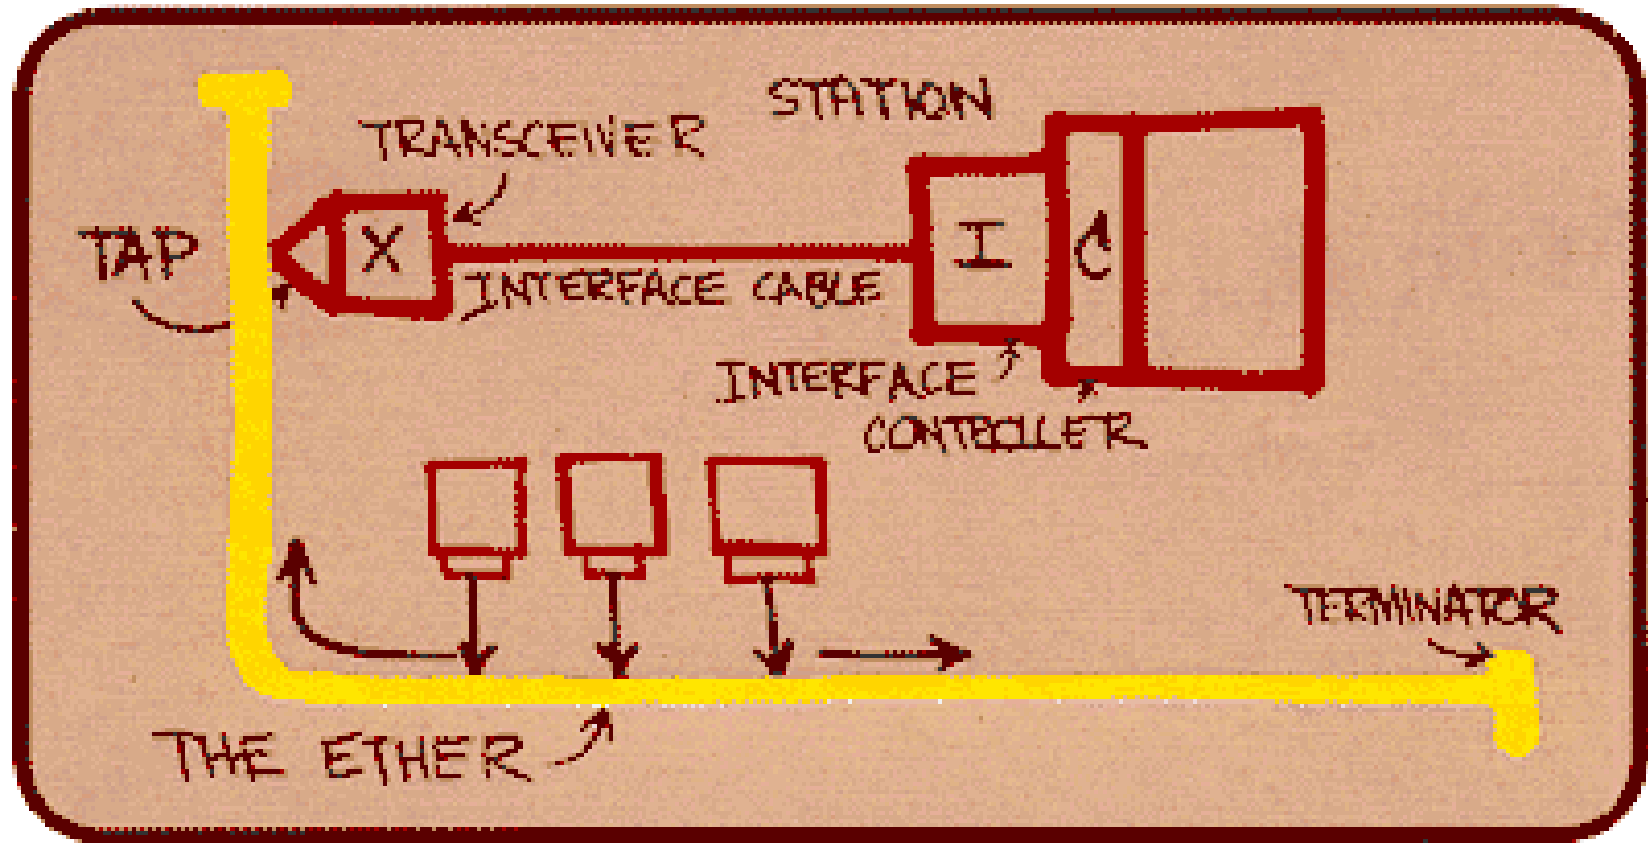 STATION
TRANSCEIVER
TAP
X
I
C
INTERFACE CABLE
INTERFACE
CONTROLLER
TERMINATOR
THE ETHER